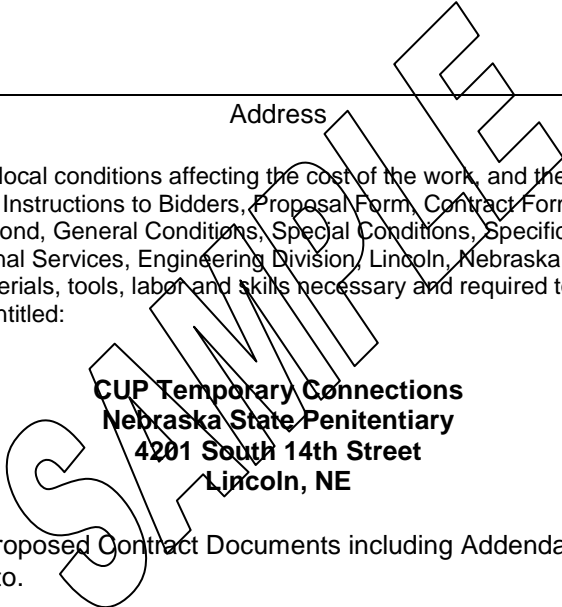 Address
local conditions affecting the cost of the work, and the
Instructions to Bidders, Proposal Form, Contract Form
ond, General Conditions, Special Conditions, Specific
nal Services, Engineering Division, Lincoln, Nebraska
erials, tools, labor and skills necessary and required to
ntitled:
CUP Temporary Connections
Nebraska State Penitentiary
4201 South 14th Street
Lincoln, NE
roposed Contract Documents including Addenda
to.
SAMPLE